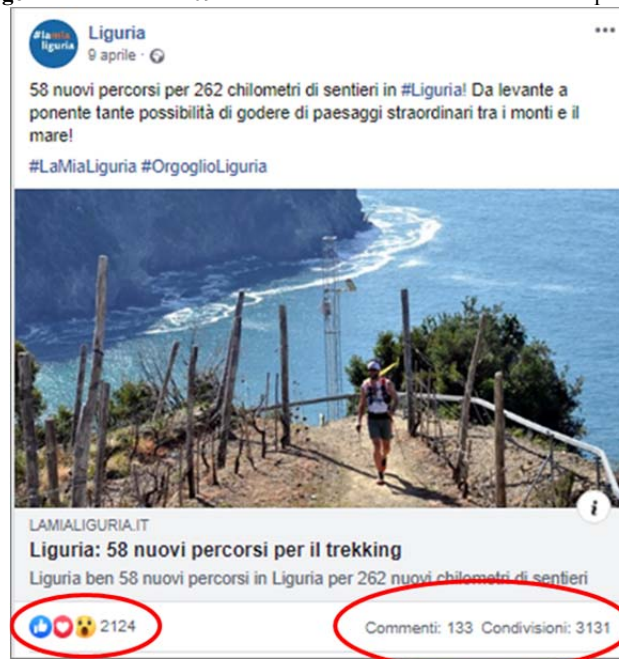 #lamia
liguria
Liguria
9 aprile
58 nuovi percorsi per 262 chilometri di sentieri in #Liguria! Da levante a
ponente tante possibilità di godere di paesaggi straordinari tra i monti e il
mare!
#LaMiaLiguria #OrgoglioLiguria
LAMIALIGURIA.IT
Liguria: 58 nuovi percorsi per il trekking
Liguria ben 58 nuovi percorsi in Liguria per 262 nuovi chilometri di sentieri
2124
Commenti: 133 Condivisioni: 3131